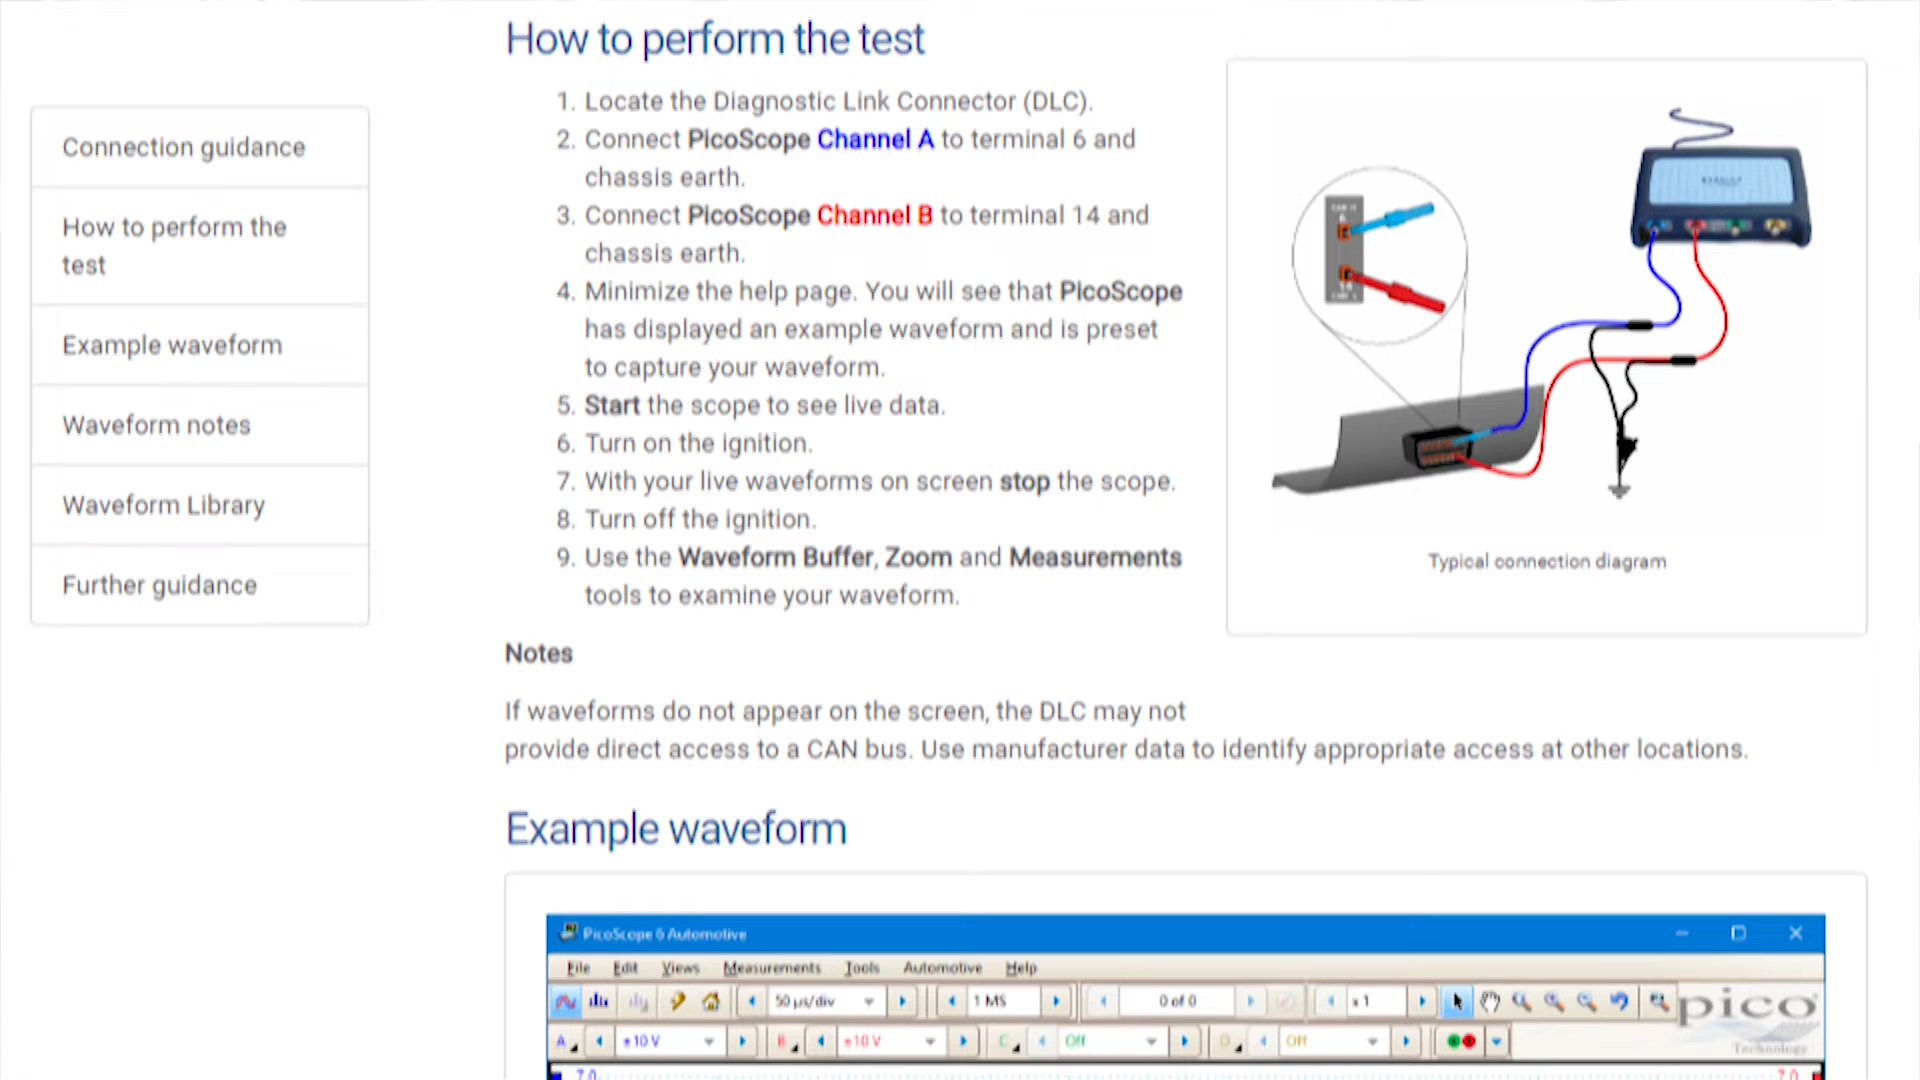 How to perform the test
1. Locate the Diagnostic Link Connector (DLC).
2. Connect PicoScope Channel A to terminal 6 and
chassis earth.
3. Connect PicoScope Channel B to terminal 14 and
chassis earth.
4. Minimize the help page. You will see that PicoScope
has displayed an example waveform and is preset
to capture your waveform.
5. Start the scope to see live data.
6. Turn on the ignition.
7. With your live waveforms on screen stop the scope.
8. Turn off the ignition.
9. Use the Waveform Buffer, Zoom and Measurements
tools to examine your waveform.
Connection guidance
How to perform the
test
Example waveform
Waveform notes
Waveform Library
Further guidance
Typical connection diagram
Notes
If waveforms do not appear on the screen, the DLC may not
provide direct access to a CAN bus. Use manufacturer data to identify appropriate access at other locations.
Example waveform
PicoScope 6 Automotive
File Edit Views Measurements Tools Automotive Help
50 µs/div 1 MS 0 of 0 x 1
pico
Technology
A ±10 V B ±10 V C Off D Off
7.0 7.0